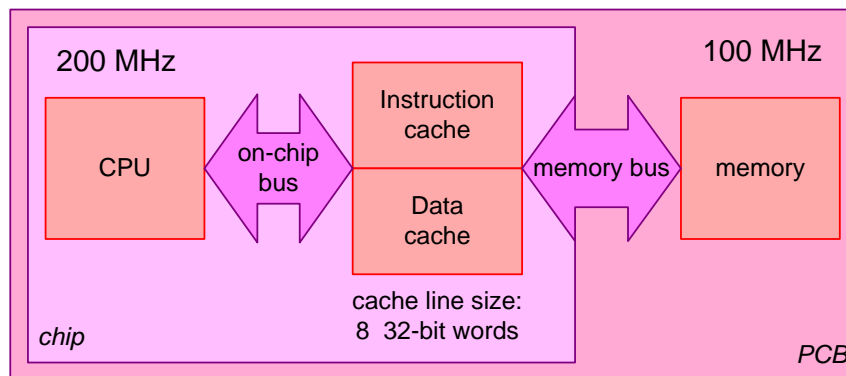 200 MHz
100 MHz
CPU
on-chip
bus
Instruction
cache
Data
cache
memory bus
memory
cache line size:
8  32-bit words
chip
PCB